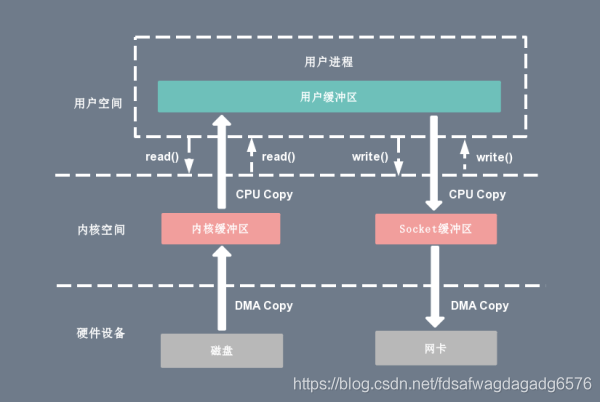 用户进程
用户缓冲区
用户空间
read()
read()
write()
write()
CPU Copy
CPU Copy
内核空间
内核缓冲区
Socket缓冲区
DMA Copy
DMA Copy
硬件设备
磁盘
网卡
https://blog.csdn.net/fdsafwagdagadg6576